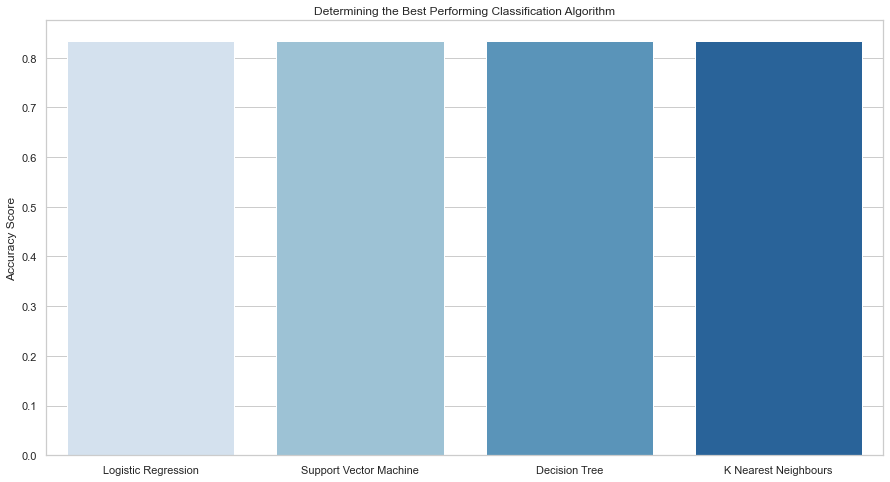 Determining the Best Performing Classification Algorithm
Accuracy Score
0.8
0.7
0.6
0.5
0.4
0.3
0.2
0.1
0.0
Logistic Regression
Support Vector Machine
Decision Tree
K Nearest Neighbours